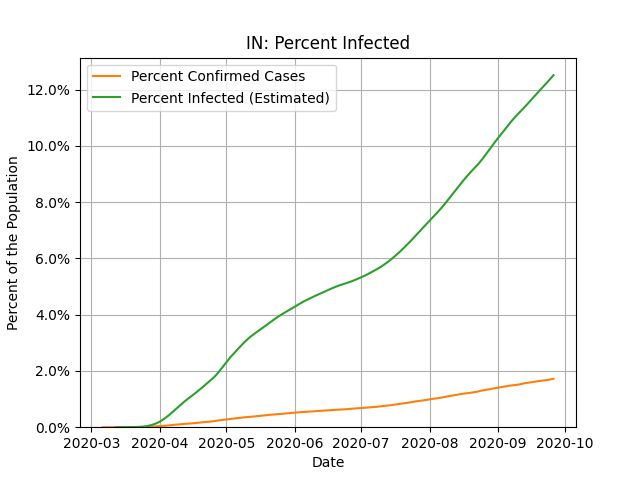 IN: Percent Infected
Percent Confirmed Cases
Percent Infected (Estimated)
Percent of the Population
12.0%
10.0%
8.0%
6.0%
4.0%
2.0%
0.0%
2020-03 2020-04 2020-05 2020-06 2020-07 2020-08 2020-09 2020-10
Date